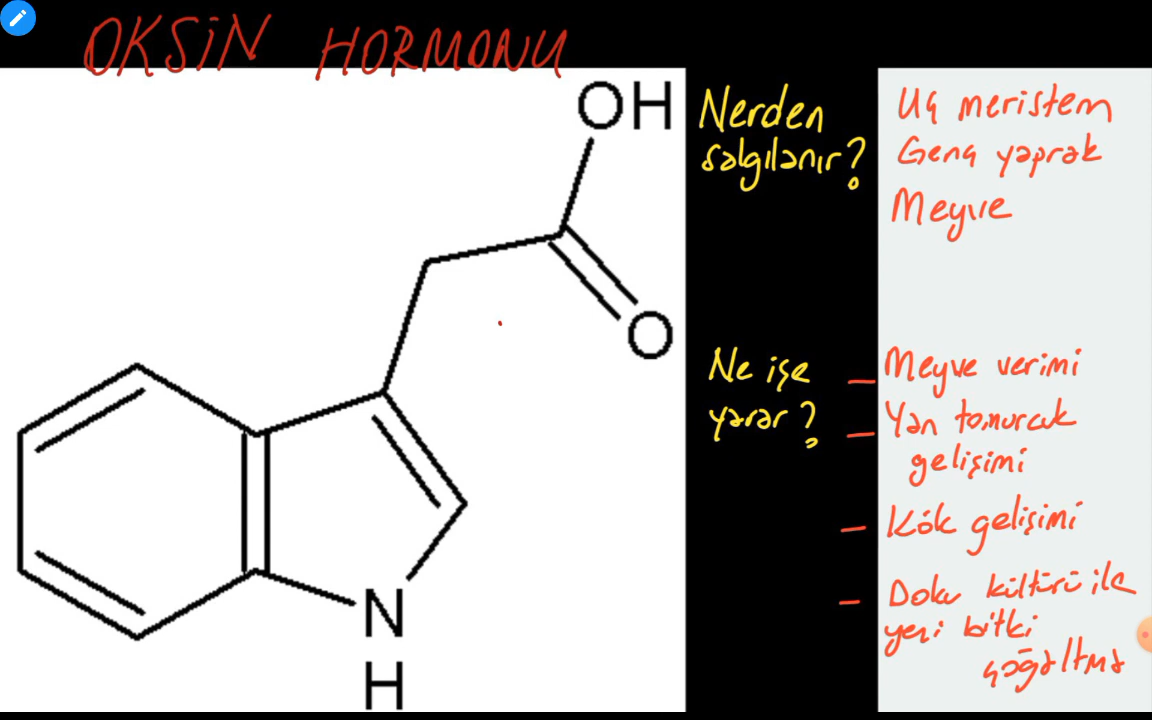 OKSİN HORMONU
OH
O
N
H
Nerden
salgılanır?
Uç meristem
Genç yaprak
Meyve
Ne işe
yarar?
— Meyve verimi
— Yan tomurcuk
gelişimi
— Kök gelişimi
— Doku kültürü ile
yeni bitki
çoğaltma